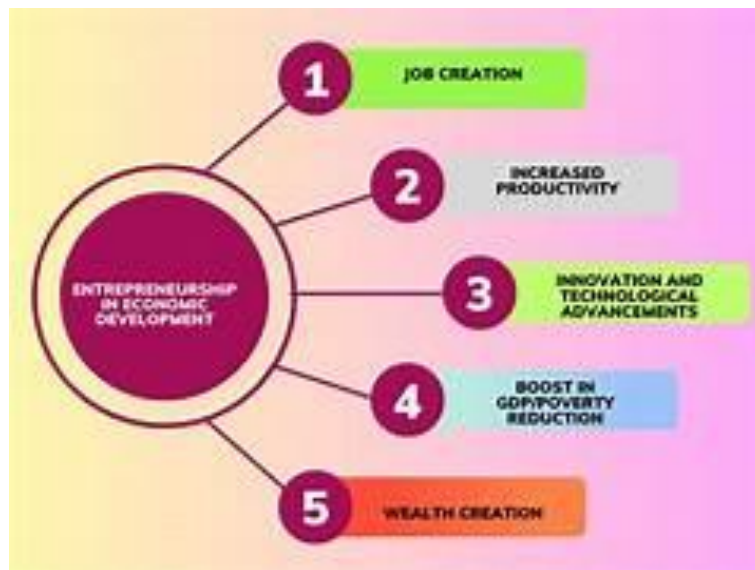 1
JOB CREATION
2
INCREASED
PRODUCTIVITY
ENTREPRENEURSHIP
IN ECONOMIC
DEVELOPMENT
3
INNOVATION AND
TECHNOLOGICAL
ADVANCEMENTS
4
BOOST IN
GDP/POVERTY
REDUCTION
5
WEALTH CREATION